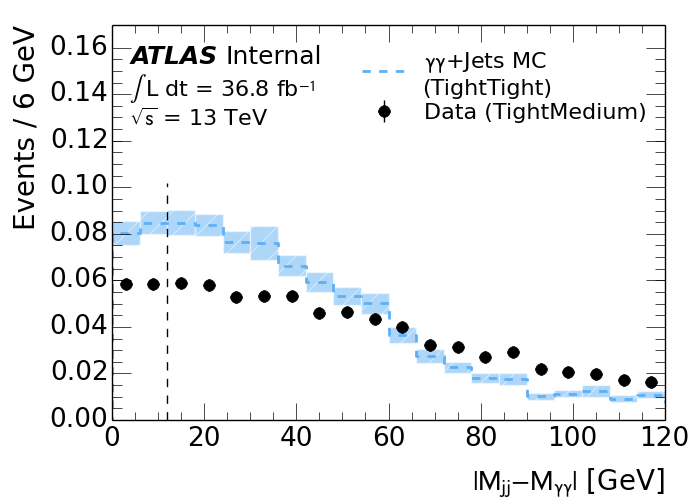 Events / 6 GeV
0.16
0.14
0.12
0.10
0.08
0.06
0.04
0.02
0.00
ATLAS Internal
∫L dt = 36.8 fb⁻¹
√s = 13 TeV
γγ+Jets MC
(TightTight)
Data (TightMedium)
0 20 40 60 80 100 120
|Mjj−Mγγ| [GeV]